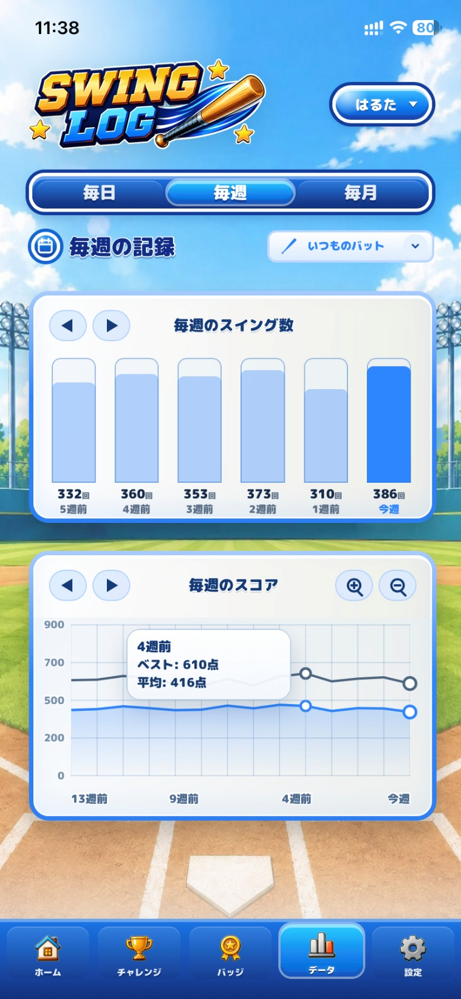 11:38
80
SWING
LOG
はるた
毎日 毎週 毎月
毎週の記録
いつものバット
毎週のスイング数
332回 360回 353回 373回 310回 386回
5週前 4週前 3週前 2週前 1週前 今週
毎週のスコア
900
700
500
200
0
4週前
ベスト: 610点
平均: 416点
13週前 9週前 4週前 今週
ホーム チャレンジ バッジ データ 設定